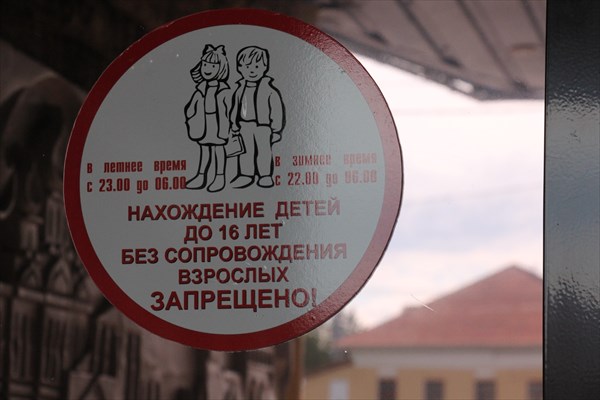 в летнее время
с 23.00 до 06.00
в зимнее время
с 22.00 до 06.00
НАХОЖДЕНИЕ ДЕТЕЙ
ДО 16 ЛЕТ
БЕЗ СОПРОВОЖДЕНИЯ
ВЗРОСЛЫХ
ЗАПРЕЩЕНО!